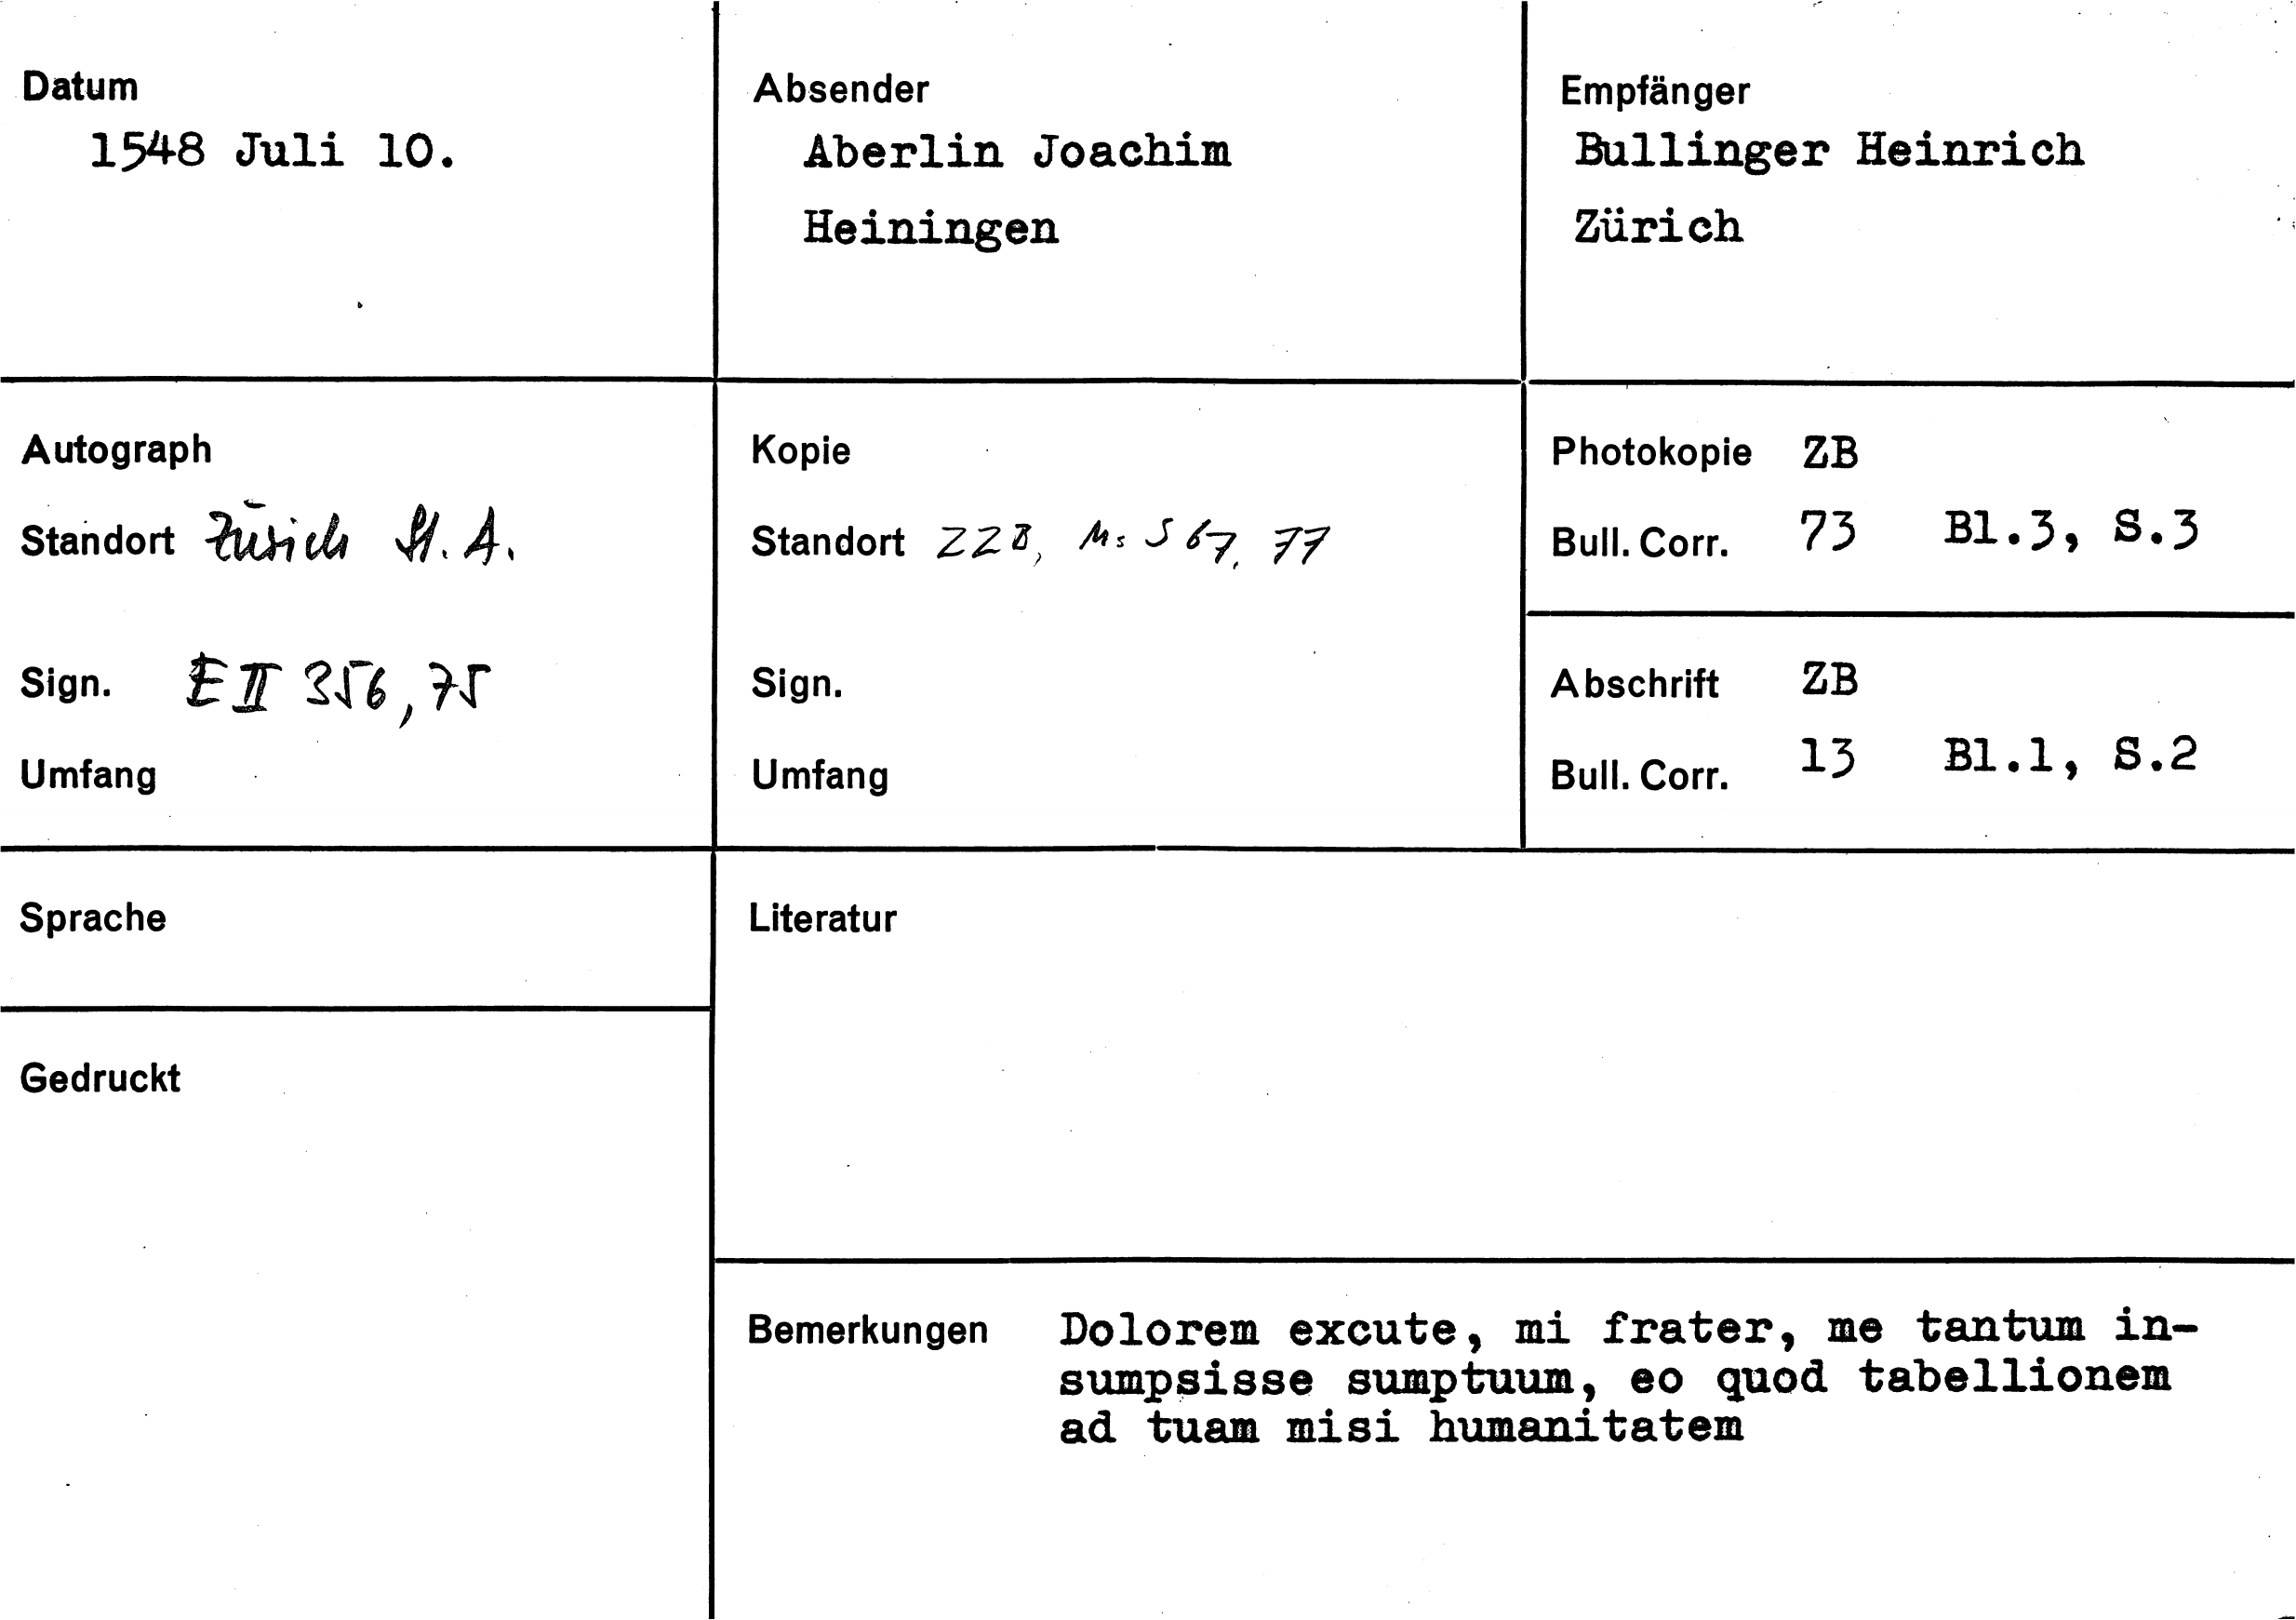 Datum
1548 Juli 10.
Absender
Aberlin Joachim
Heiningen
Empfänger
Bullinger Heinrich
Zürich
Autograph
Standort Zürich St. A.
Sign. E II 356, 75
Umfang
Kopie
Standort ZZB, Ms S 67, 77
Sign.
Umfang
Photokopie ZB
Bull. Corr. 73 Bl.3, S.3
Abschrift ZB
Bull. Corr. 13 Bl.1, S.2
Sprache
Gedruckt
Literatur
Bemerkungen Dolorem excute, mi frater, me tantum in-
sumpsisse sumptuum, eo quod tabellionem
ad tuam misi humanitatem